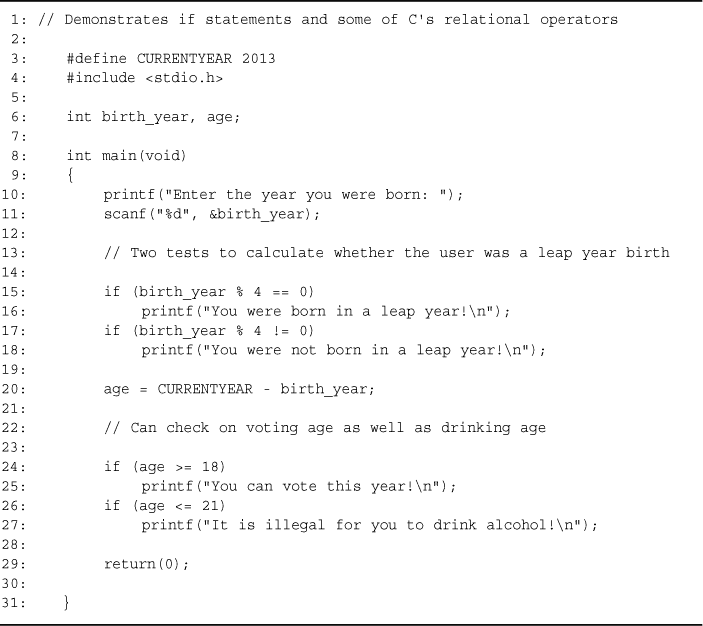 1: // Demonstrates if statements and some of C's relational operators
2:
3: #define CURRENTYEAR 2013
4: #include <stdio.h>
5:
6: int birth_year, age;
7:
8: int main(void)
9: {
10: printf("Enter the year you were born: ");
11: scanf("%d", &birth_year);
12:
13: // Two tests to calculate whether the user was a leap year birth
14:
15: if (birth_year % 4 == 0)
16: printf("You were born in a leap year!\n");
17: if (birth_year % 4 != 0)
18: printf("You were not born in a leap year!\n");
19:
20: age = CURRENTYEAR - birth_year;
21:
22: // Can check on voting age as well as drinking age
23:
24: if (age >= 18)
25: printf("You can vote this year!\n");
26: if (age <= 21)
27: printf("It is illegal for you to drink alcohol!\n");
28:
29: return(0);
30:
31: }